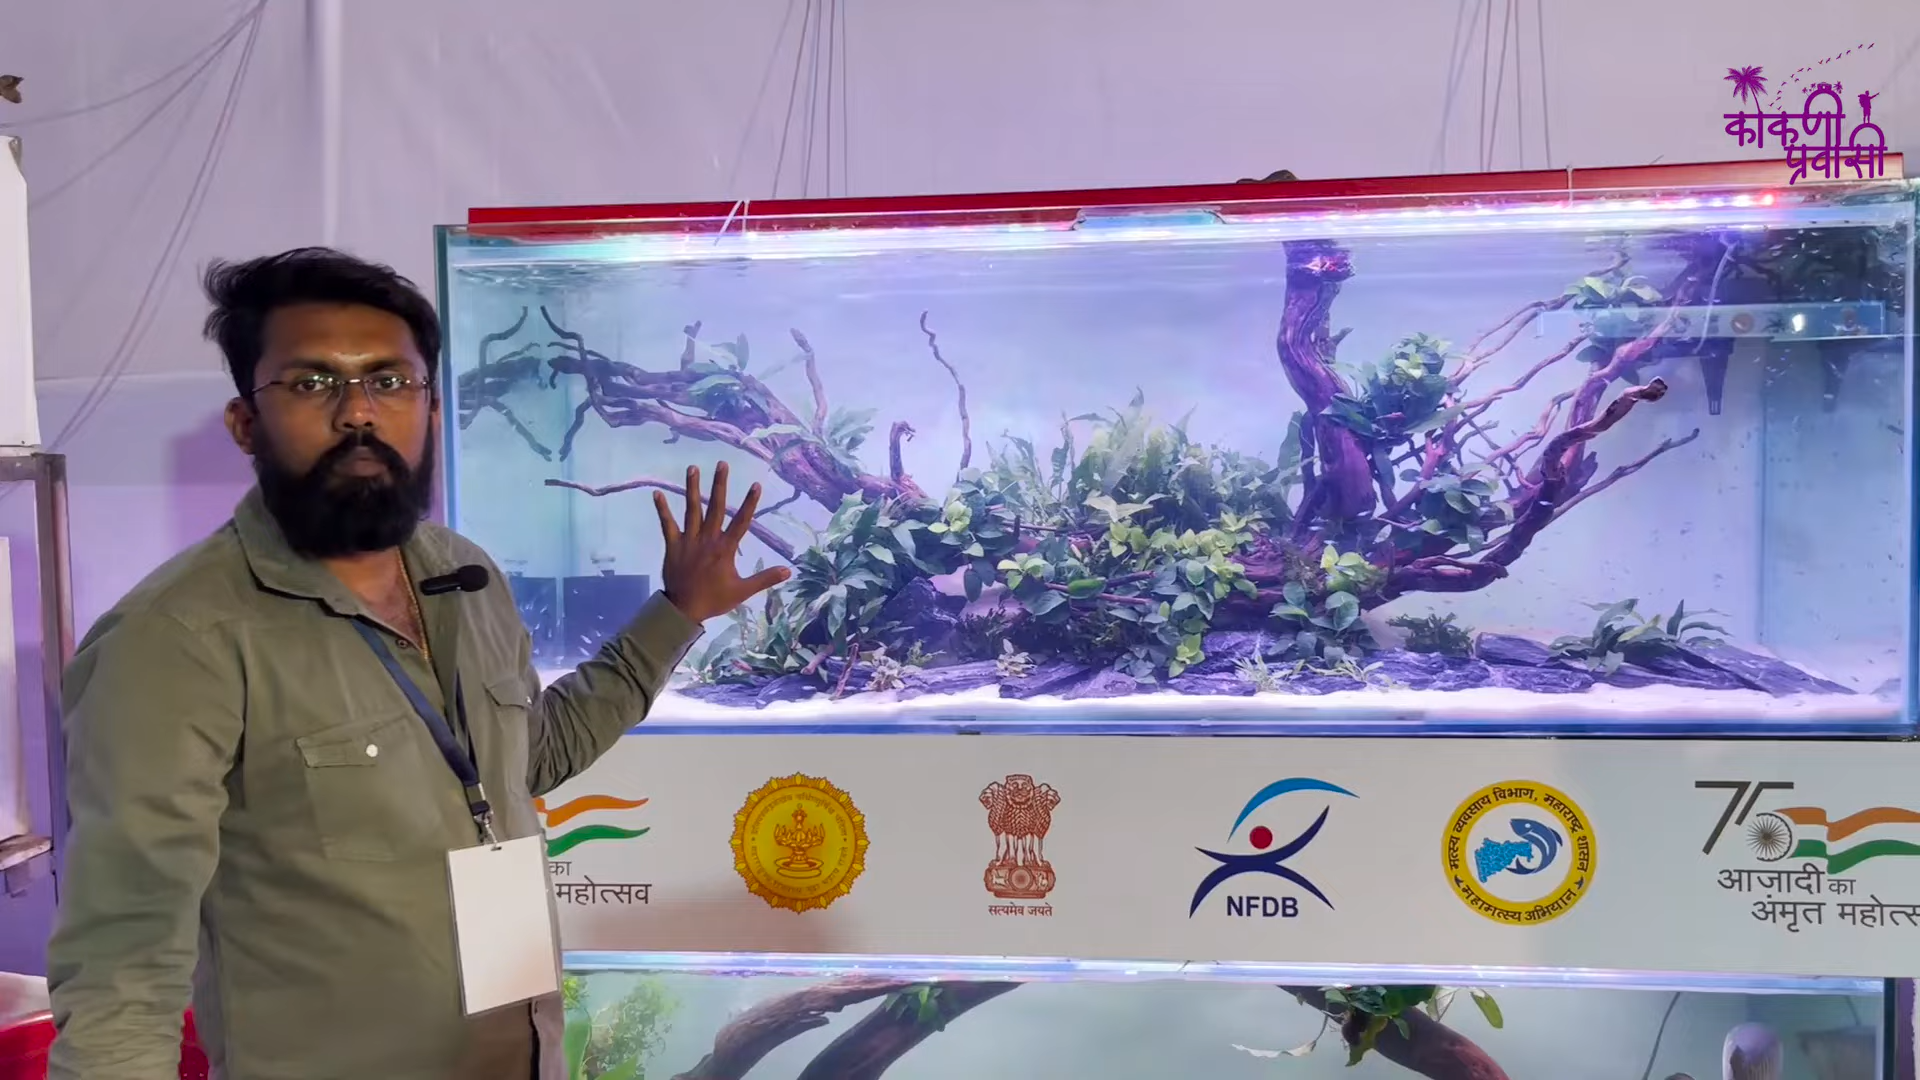 कोकणी
प्रवासी
का
महोत्सव
सत्यमेव जयते
NFDB
मत्स्य व्यवसाय विभाग, महाराष्ट्र शासन
महामत्स्य अभियान
75
आज़ादी का
अमृत महोत्स